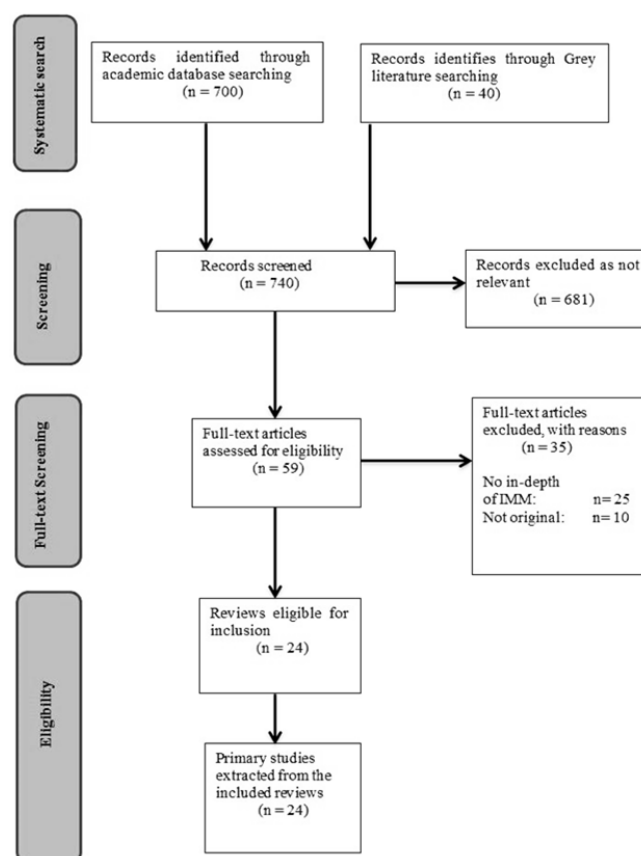 Systematic search
Records identified through
academic database searching
(n = 700)
Records identifies through Grey
literature searching
(n = 40)
Screening
Records screened
(n = 740)
Records excluded as not
relevant
(n = 681)
Full-text Screening
Full-text articles
assessed for eligibility
(n = 59)
Full-text articles
excluded, with reasons
(n = 35)
No in-depth
of IMM: n= 25
Not original: n= 10
Eligibility
Reviews eligible for
inclusion
(n = 24)
Primary studies
extracted from the
included reviews
(n = 24)